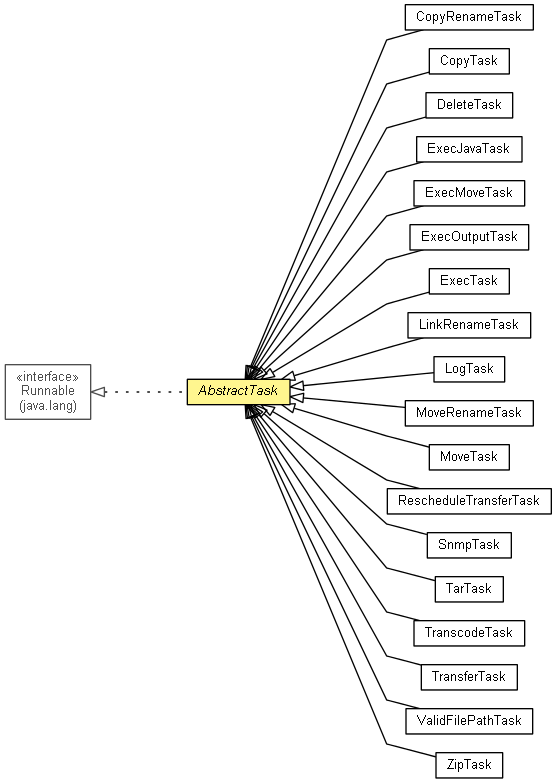 CopyRenameTask
CopyTask
DeleteTask
ExecJavaTask
ExecMoveTask
ExecOutputTask
ExecTask
LinkRenameTask
LogTask
«interface»
Runnable
(java.lang)
AbstractTask
MoveRenameTask
MoveTask
RescheduleTransferTask
SnmpTask
TarTask
TranscodeTask
TransferTask
ValidFilePathTask
ZipTask